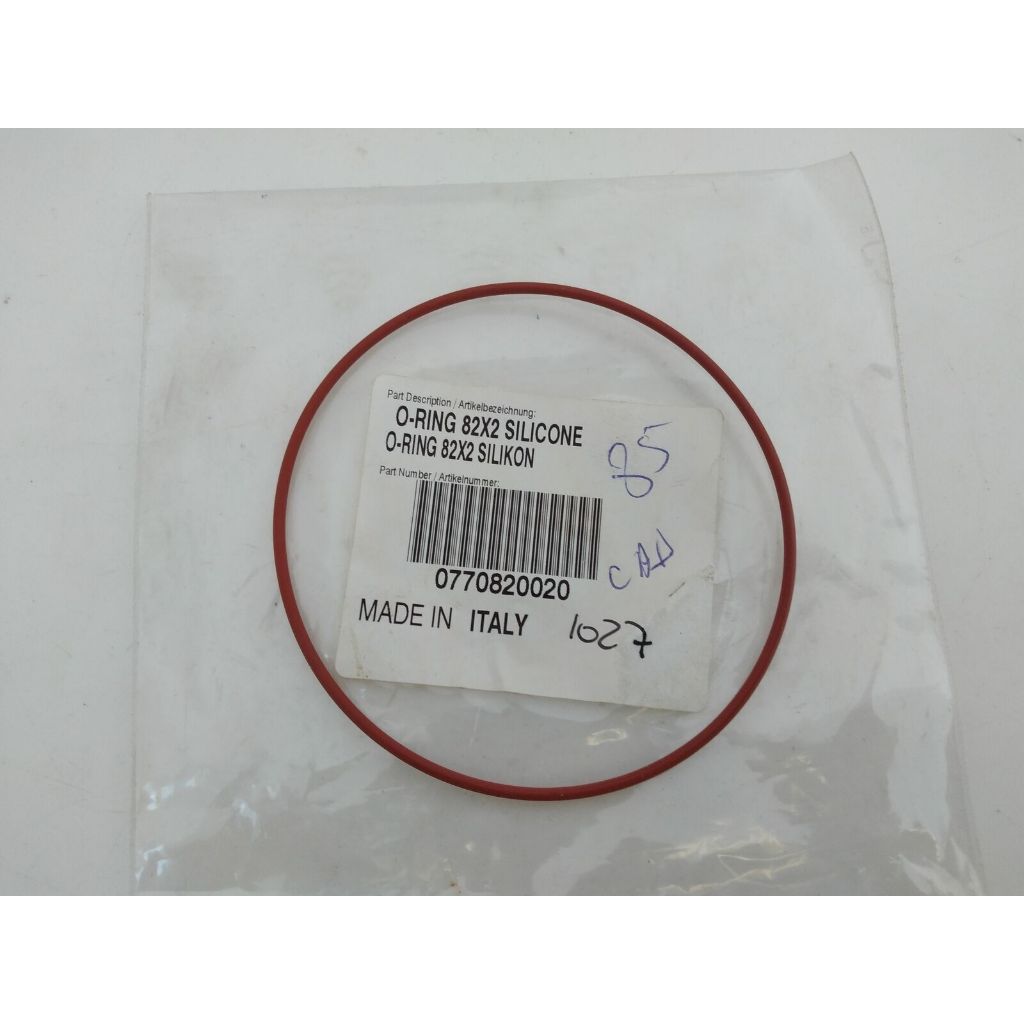 Part Description / Artikelbezeichnung:
O-RING 82X2 SILICONE
O-RING 82X2 SILIKON
85
Part Number / Artikelnummer:
0770820020
MADE IN ITALY
1027